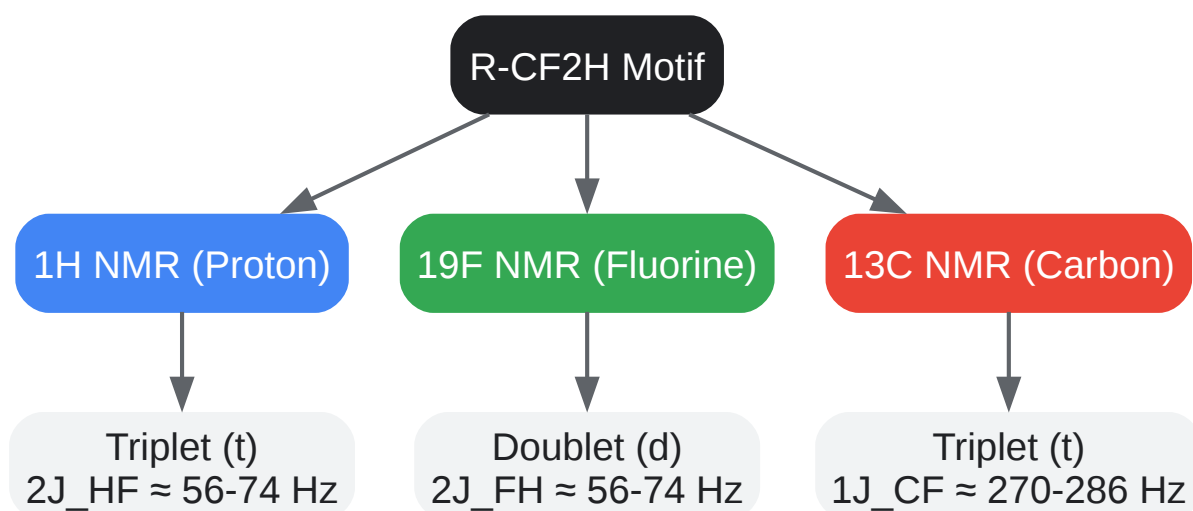 R-CF2H Motif
1H NMR (Proton)
19F NMR (Fluorine)
13C NMR (Carbon)
Triplet (t)
2J_HF ≈ 56-74 Hz
Doublet (d)
2J_FH ≈ 56-74 Hz
Triplet (t)
1J_CF ≈ 270-286 Hz